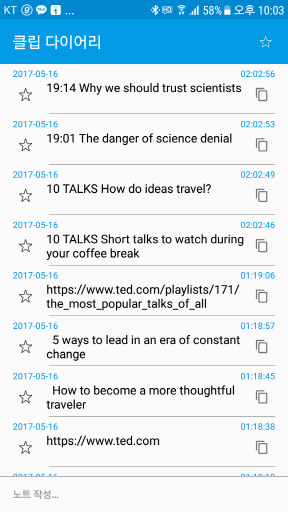 KT ... HD 58% 오후 10:03
클립 다이어리
2017-05-16 02:02:56
19:14 Why we should trust scientists
2017-05-16 02:02:53
19:01 The danger of science denial
2017-05-16 02:02:49
10 TALKS How do ideas travel?
2017-05-16 02:02:46
10 TALKS Short talks to watch during
your coffee break
2017-05-16 01:19:06
https://www.ted.com/playlists/171/
the_most_popular_talks_of_all
2017-05-16 01:18:57
5 ways to lead in an era of constant
change
2017-05-16 01:18:45
How to become a more thoughtful
traveler
2017-05-16 01:18:38
https://www.ted.com
노트 작성...